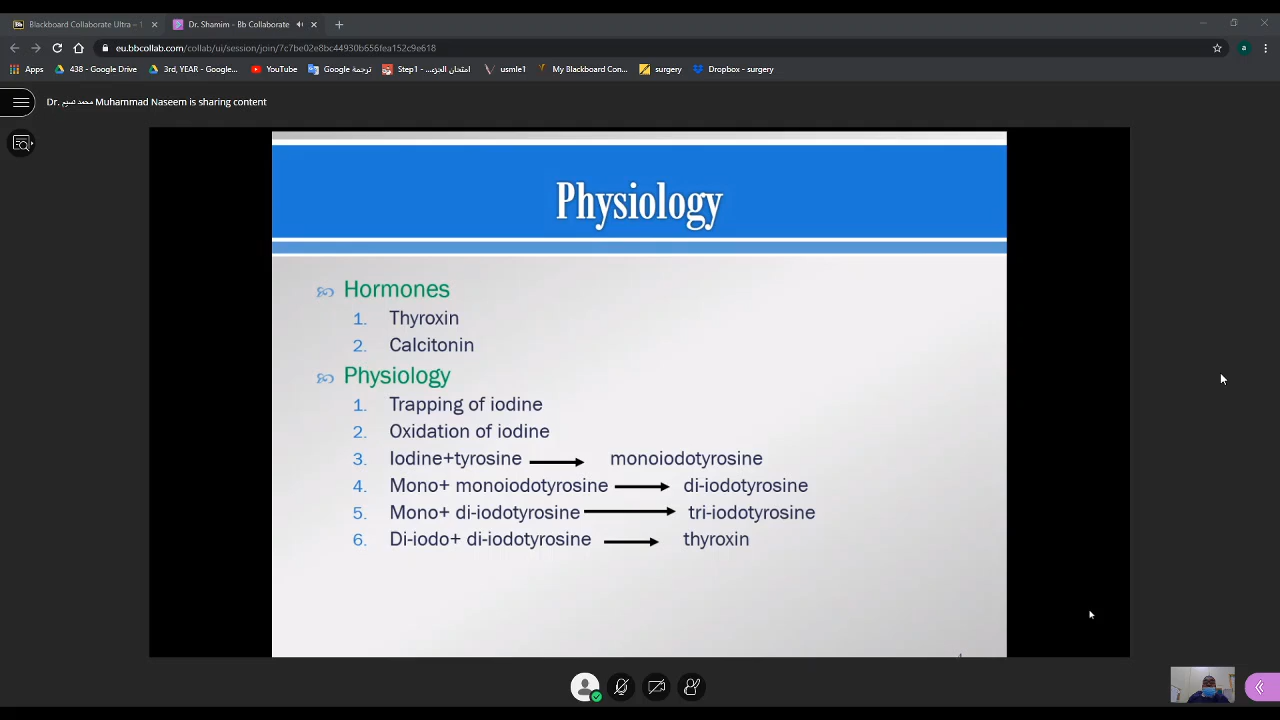 Blackboard Collaborate Ultra – 1
Dr. Shamim - Bb Collaborate
eu.bbcollab.com/collab/ui/session/join/7c7be02e8bc44930b656fea152c9e618
a
Apps
438 - Google Drive
3rd, YEAR - Google...
YouTube
ترجمة Google
Step1 - امتحان الجزء...
usmle1
My Blackboard Con...
surgery
Dropbox - surgery
Dr. محمد نسيم Muhammad Naseem is sharing content
Physiology
Hormones
1. Thyroxin
2. Calcitonin
Physiology
1. Trapping of iodine
2. Oxidation of iodine
3. Iodine+tyrosine → monoiodotyrosine
4. Mono+ monoiodotyrosine → di-iodotyrosine
5. Mono+ di-iodotyrosine → tri-iodotyrosine
6. Di-iodo+ di-iodotyrosine → thyroxin